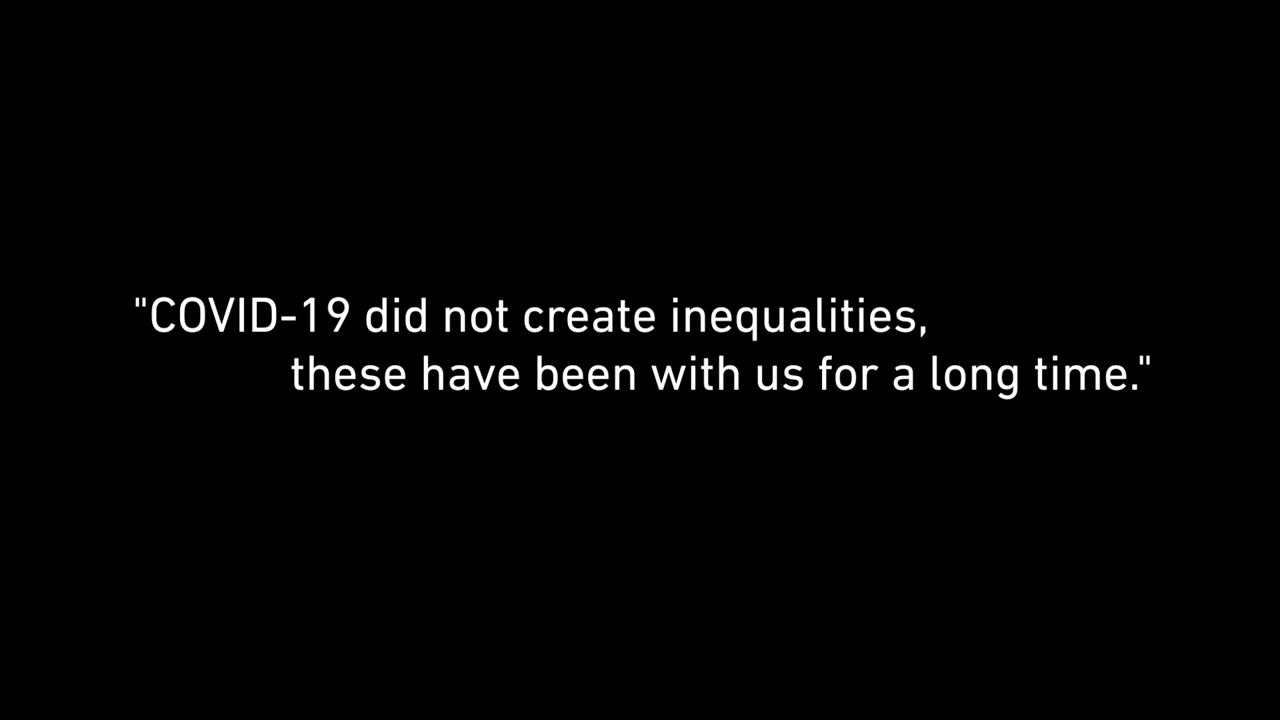 "COVID-19 did not create inequalities,
these have been with us for a long time."